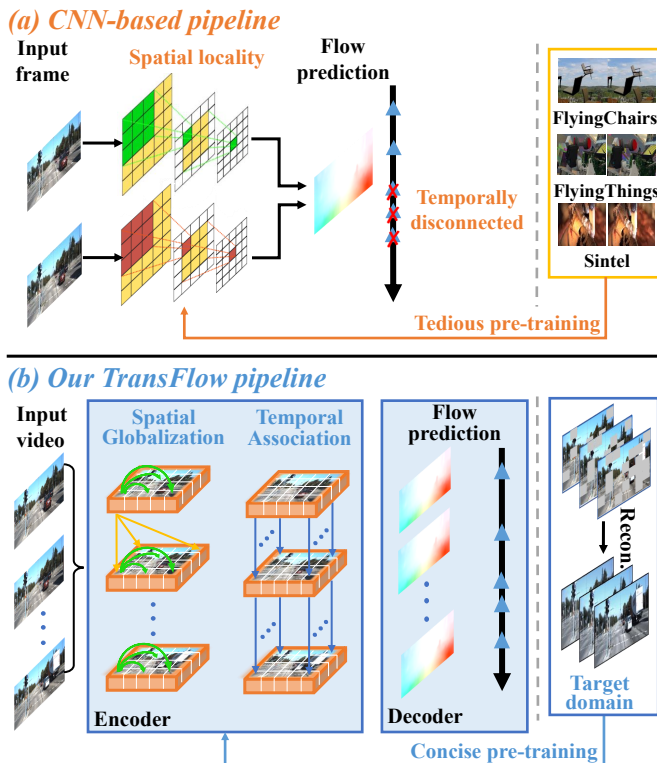 (a) CNN-based pipeline
Input
frame
Spatial locality
Flow
prediction
Temporally
disconnected
FlyingChairs
FlyingThings
Sintel
Tedious pre-training
(b) Our TransFlow pipeline
Input
video
Spatial
Globalization
Temporal
Association
Encoder
Flow
prediction
Decoder
Recon.
Target
domain
Concise pre-training